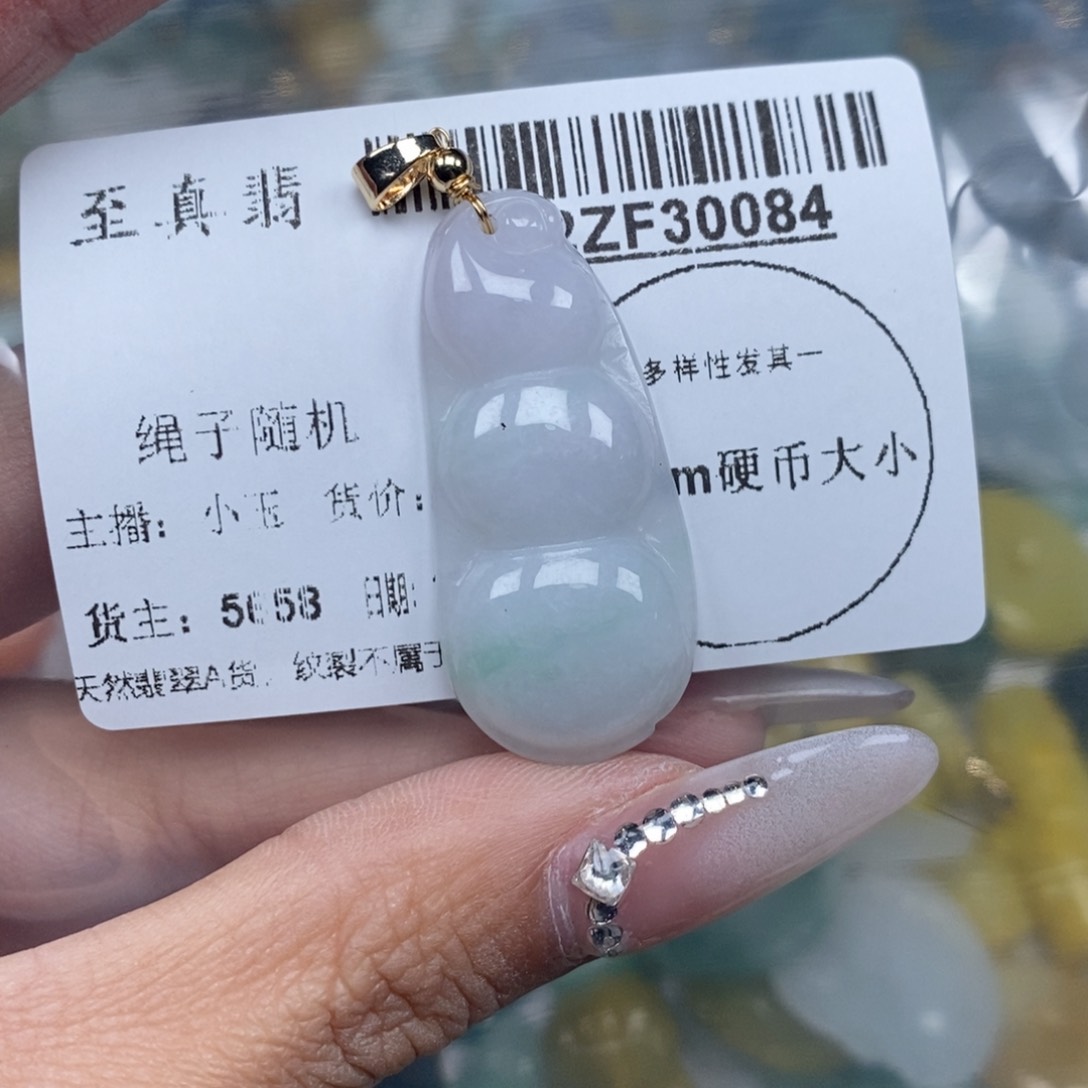 至真翡
ZF30084
多样性发其一
绳子随机
m硬币大小
主播: 小玉 货价:
货主: 5658 日期:
天然翡翠A货, 纹裂不属于